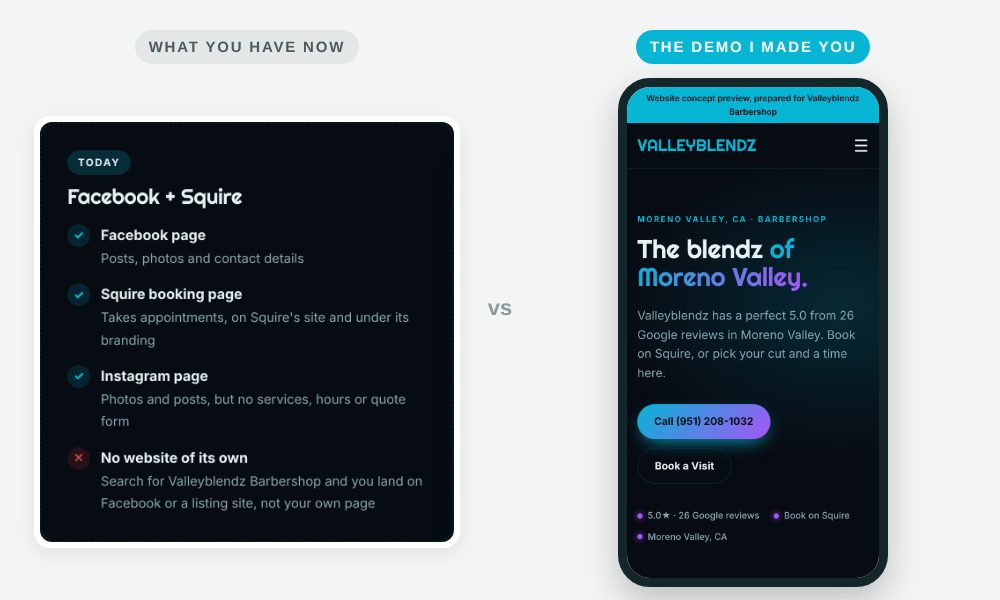 WHAT YOU HAVE NOW
TODAY
Facebook + Squire
Facebook page
Posts, photos and contact details
Squire booking page
Takes appointments, on Squire's site and under its
branding
Instagram page
Photos and posts, but no services, hours or quote
form
No website of its own
Search for Valleyblendz Barbershop and you land on
Facebook or a listing site, not your own page
vs
THE DEMO I MADE YOU
Website concept preview, prepared for Valleyblendz
Barbershop
VALLEYBLENDZ
MORENO VALLEY, CA · BARBERSHOP
The blendz of
Moreno Valley.
Valleyblendz has a perfect 5.0 from 26
Google reviews in Moreno Valley. Book
on Squire, or pick your cut and a time
here.
Call (951) 208-1032
Book a Visit
5.0★ · 26 Google reviews
Book on Squire
Moreno Valley, CA